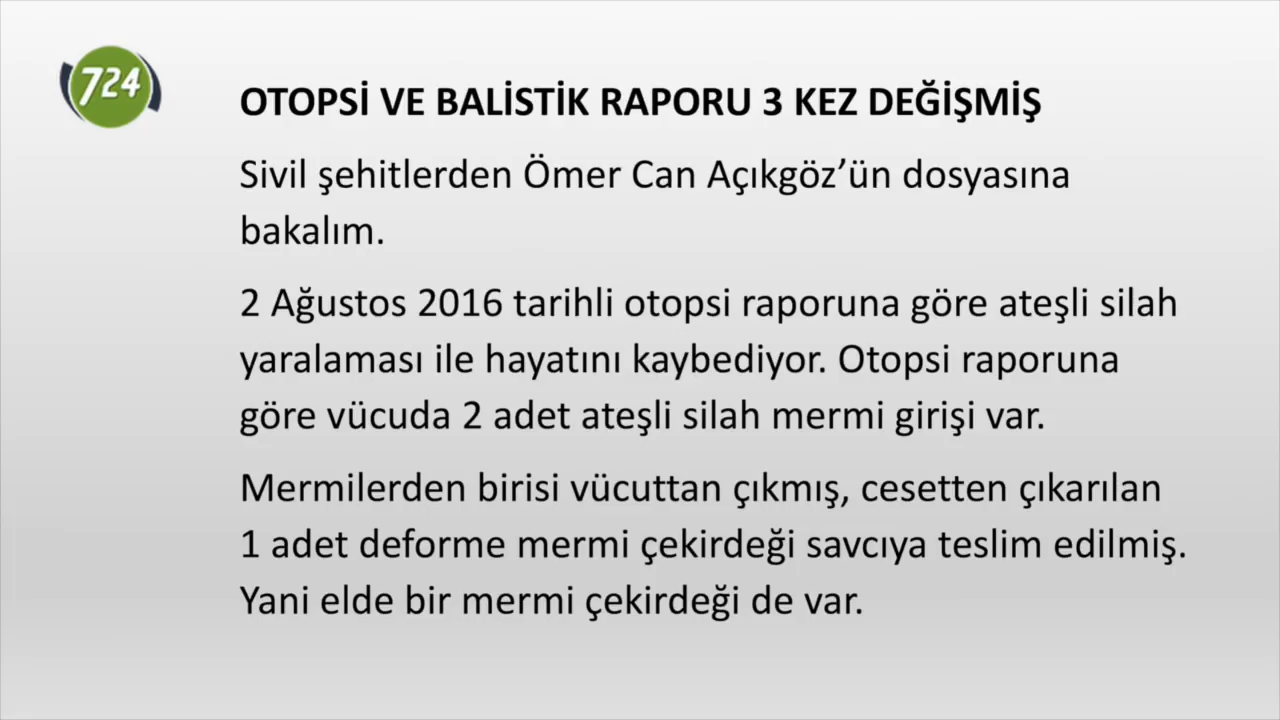 724
OTOPSİ VE BALİSTİK RAPORU 3 KEZ DEĞİŞMİŞ
Sivil şehitlerden Ömer Can Açıkgöz’ün dosyasına
bakalım.
2 Ağustos 2016 tarihli otopsi raporuna göre ateşli silah
yaralaması ile hayatını kaybediyor. Otopsi raporuna
göre vücuda 2 adet ateşli silah mermi girişi var.
Mermilerden birisi vücuttan çıkmış, cesetten çıkarılan
1 adet deforme mermi çekirdeği savcıya teslim edilmiş.
Yani elde bir mermi çekirdeği de var.